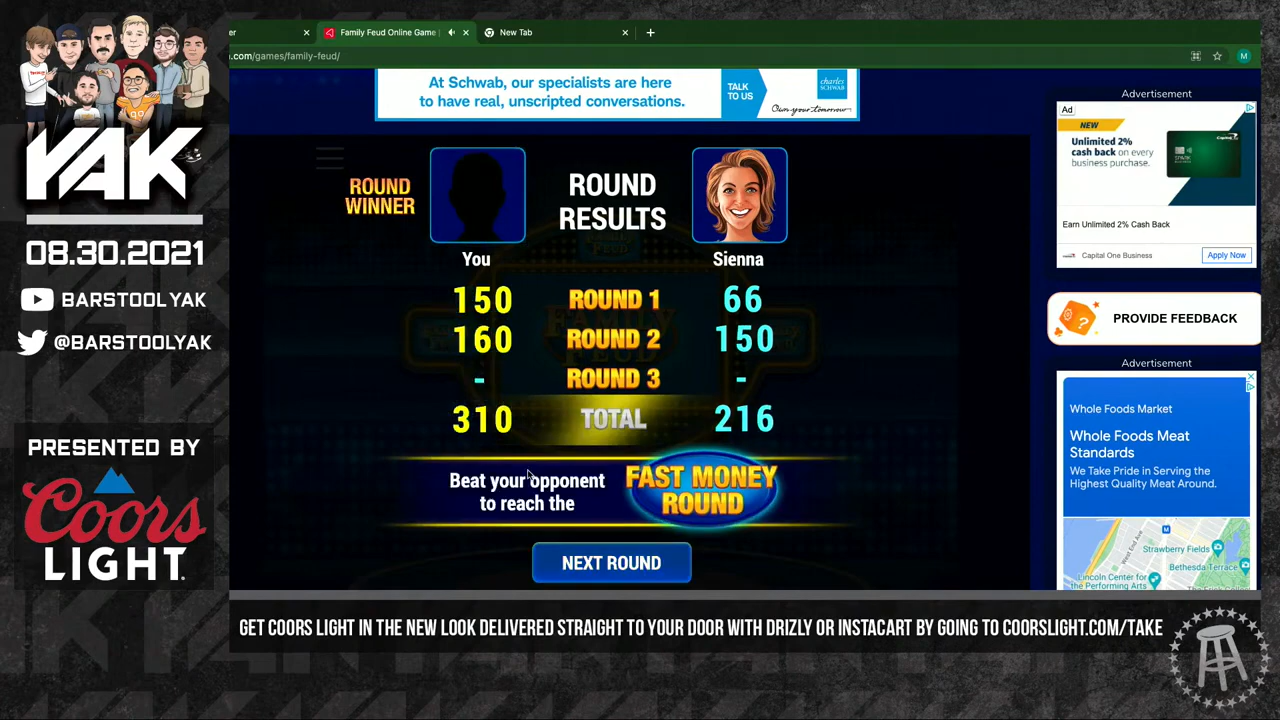 YAK
08.30.2021
BARSTOOLYAK
@BARSTOOLYAK
PRESENTED BY
Coors
LIGHT
er
Family Feud Online Game
New Tab
.com/games/family-feud/
M
At Schwab, our specialists are here
to have real, unscripted conversations.
TALK
TO US
charles
SCHWAB
Own your tomorrow
ROUND
WINNER
ROUND
RESULTS
You
Sienna
150 ROUND 1 66
160 ROUND 2 150
- ROUND 3 -
310 TOTAL 216
Beat your opponent
to reach the
FAST MONEY
ROUND
NEXT ROUND
Advertisement
Ad
NEW
Unlimited 2%
cash back on every
business purchase.
Earn Unlimited 2% Cash Back
Capital One Business
Apply Now
PROVIDE FEEDBACK
Advertisement
Whole Foods Market
Whole Foods Meat
Standards
We Take Pride in Serving the
Highest Quality Meat Around.
Strawberry Fields
Lincoln Center for
the Performing Arts
Bethesda Terrace
GET COORS LIGHT IN THE NEW LOOK DELIVERED STRAIGHT TO YOUR DOOR WITH DRIZLY OR INSTACART BY GOING TO COORSLIGHT.COM/TAKE